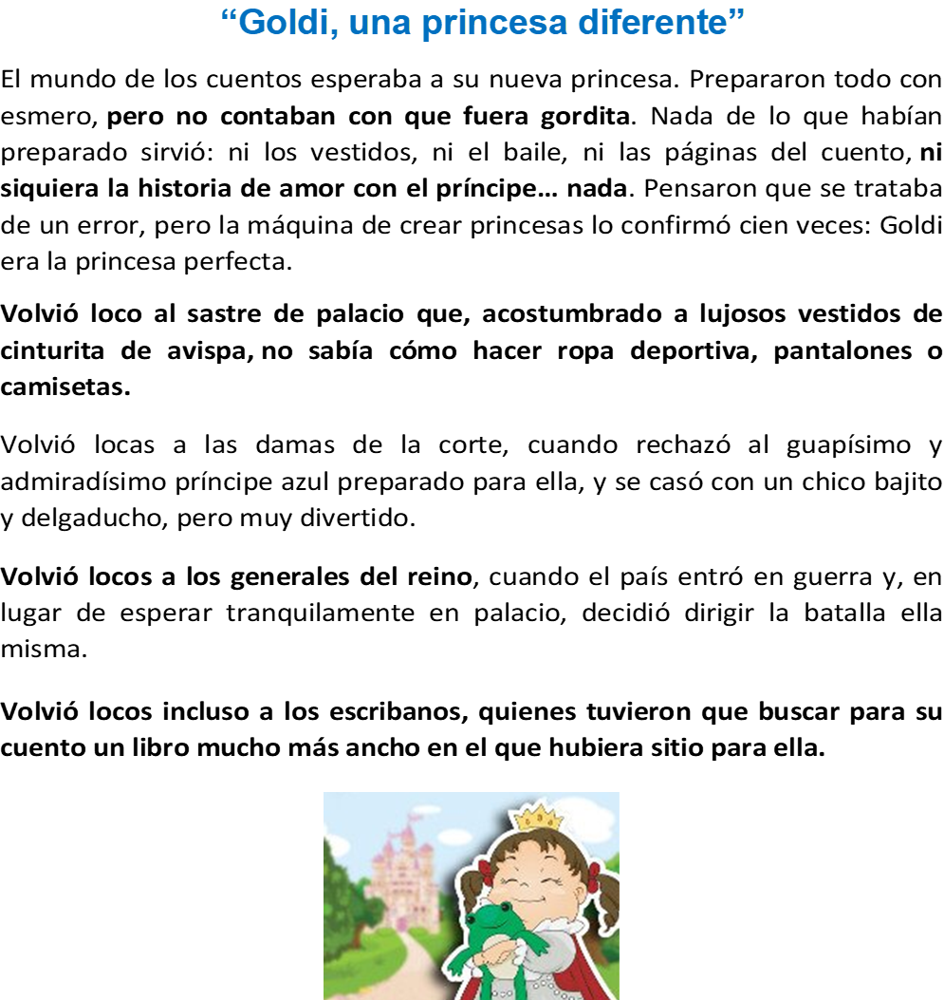 “Goldi, una princesa diferente”
El mundo de los cuentos esperaba a su nueva princesa. Prepararon todo con
esmero, pero no contaban con que fuera gordita. Nada de lo que habían
preparado sirvió: ni los vestidos, ni el baile, ni las páginas del cuento, ni
siquiera la historia de amor con el príncipe... nada. Pensaron que se trataba
de un error, pero la máquina de crear princesas lo confirmó cien veces: Goldi
era la princesa perfecta.
Volvió loco al sastre de palacio que, acostumbrado a lujosos vestidos de
cinturita de avispa, no sabía cómo hacer ropa deportiva, pantalones o
camisetas.
Volvió locas a las damas de la corte, cuando rechazó al guapísimo y
admiradísimo príncipe azul preparado para ella, y se casó con un chico bajito
y delgaducho, pero muy divertido.
Volvió locos a los generales del reino, cuando el país entró en guerra y, en
lugar de esperar tranquilamente en palacio, decidió dirigir la batalla ella
misma.
Volvió locos incluso a los escribanos, quienes tuvieron que buscar para su
cuento un libro mucho más ancho en el que hubiera sitio para ella.